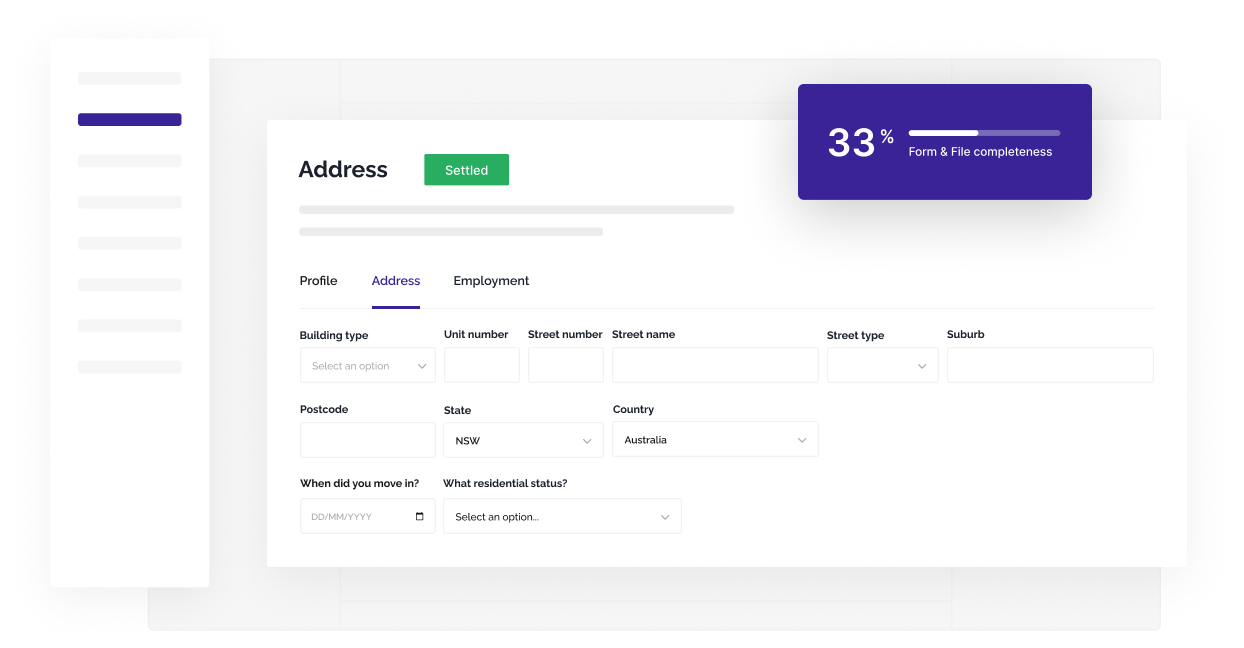 33%
Form & File completeness
Address
Settled
Profile Address Employment
Building type Unit number Street number Street name Street type Suburb
Select an option
Postcode State Country
NSW Australia
When did you move in? What residential status?
DD/MM/YYYY Select an option...